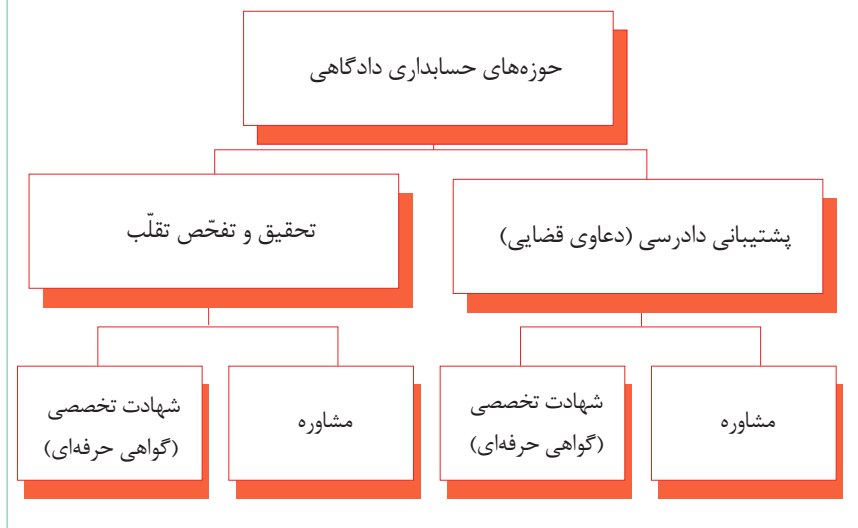 حوزه‌های حسابداری دادگاهی
پشتیبانی دادرسی (دعاوی قضایی)
تحقیق و تفحّص تقلّب
مشاوره
شهادت تخصصی
(گواهی حرفه‌ای)
مشاوره
شهادت تخصصی
(گواهی حرفه‌ای)